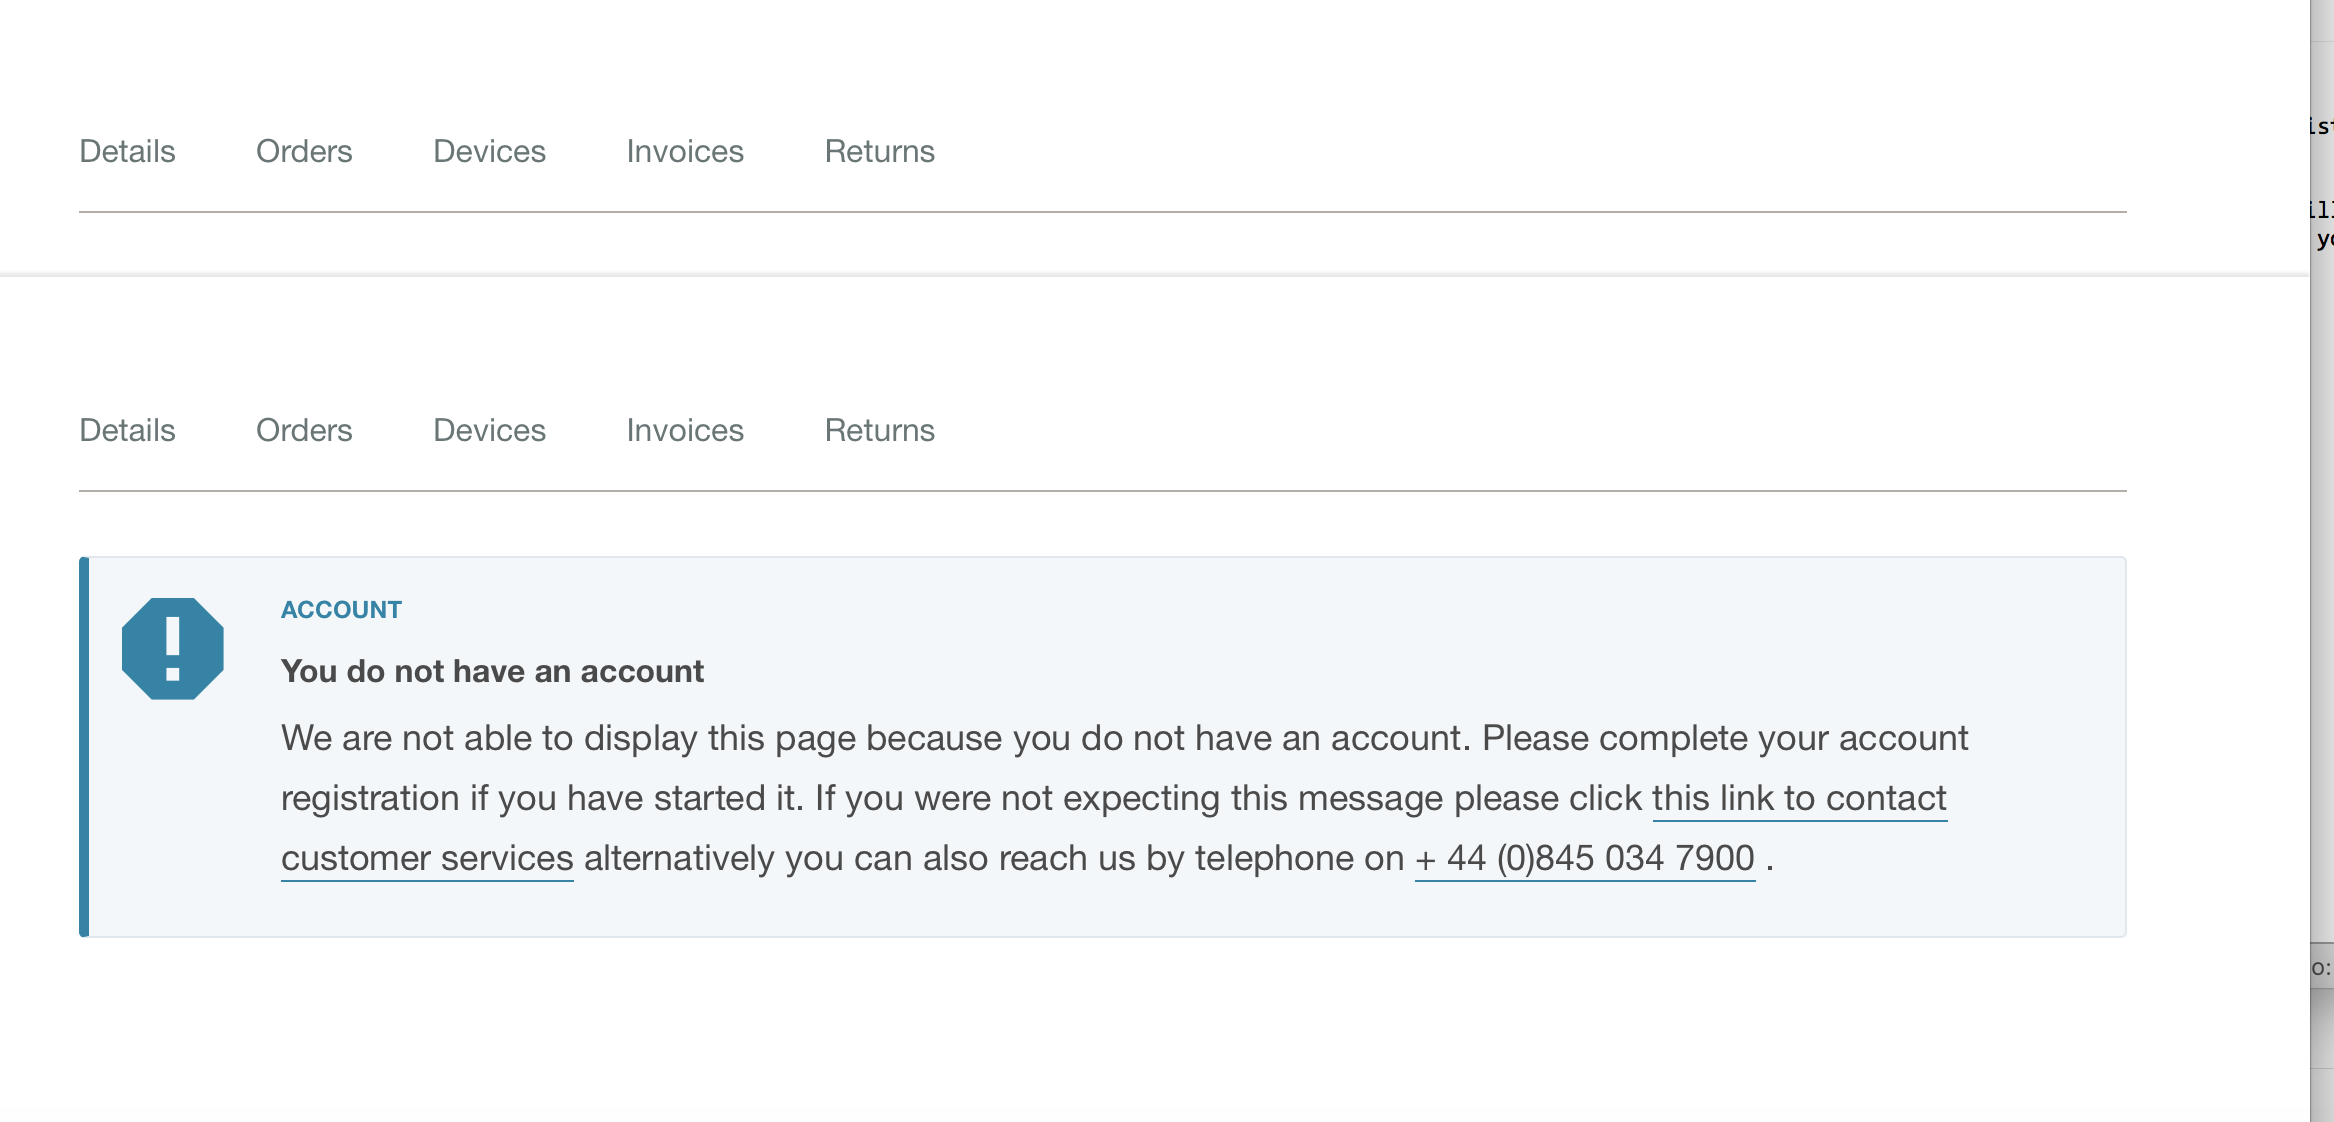 Details Orders Devices Invoices Returns
Details Orders Devices Invoices Returns
ACCOUNT
You do not have an account
We are not able to display this page because you do not have an account. Please complete your account
registration if you have started it. If you were not expecting this message please click this link to contact
customer services alternatively you can also reach us by telephone on + 44 (0)845 034 7900 .